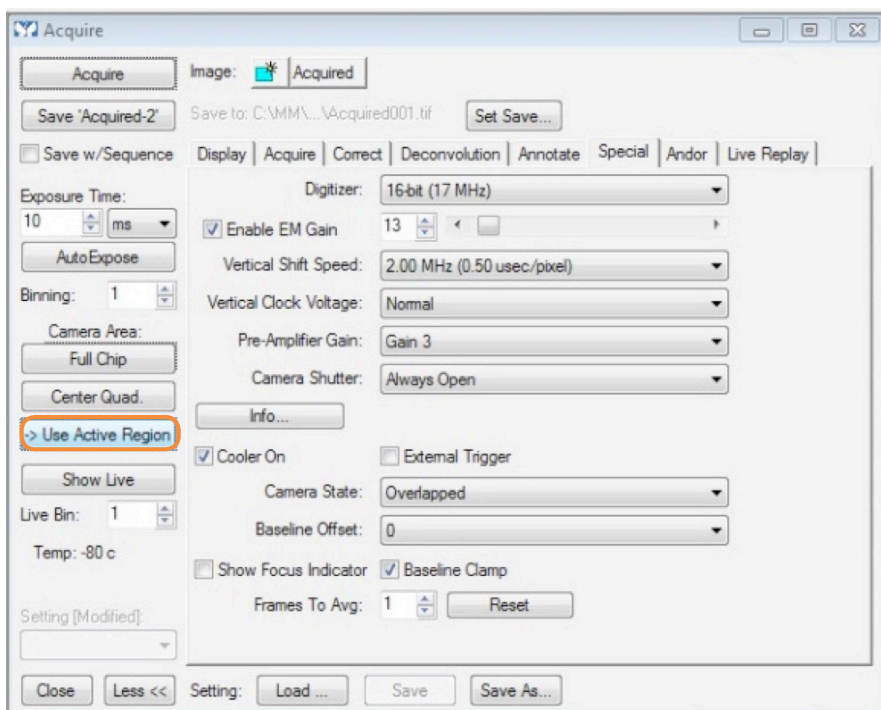 Acquire
Acquire
Image: Acquired
Save 'Acquired-2'
Save to: C:\MM\...\Acquired001.tif Set Save...
Save w/Sequence
Display Acquire Correct Deconvolution Annotate Special Andor Live Replay
Exposure Time:
10 ms
AutoExpose
Binning: 1
Camera Area:
Full Chip
Center Quad.
-> Use Active Region
Show Live
Live Bin: 1
Temp: -80 c
Setting [Modified]:
Digitizer: 16-bit (17 MHz)
Enable EM Gain 13
Vertical Shift Speed: 2.00 MHz (0.50 usec/pixel)
Vertical Clock Voltage: Normal
Pre-Amplifier Gain: Gain 3
Camera Shutter: Always Open
Info...
Cooler On External Trigger
Camera State: Overlapped
Baseline Offset: 0
Show Focus Indicator Baseline Clamp
Frames To Avg: 1 Reset
Close Less << Setting: Load ... Save Save As...